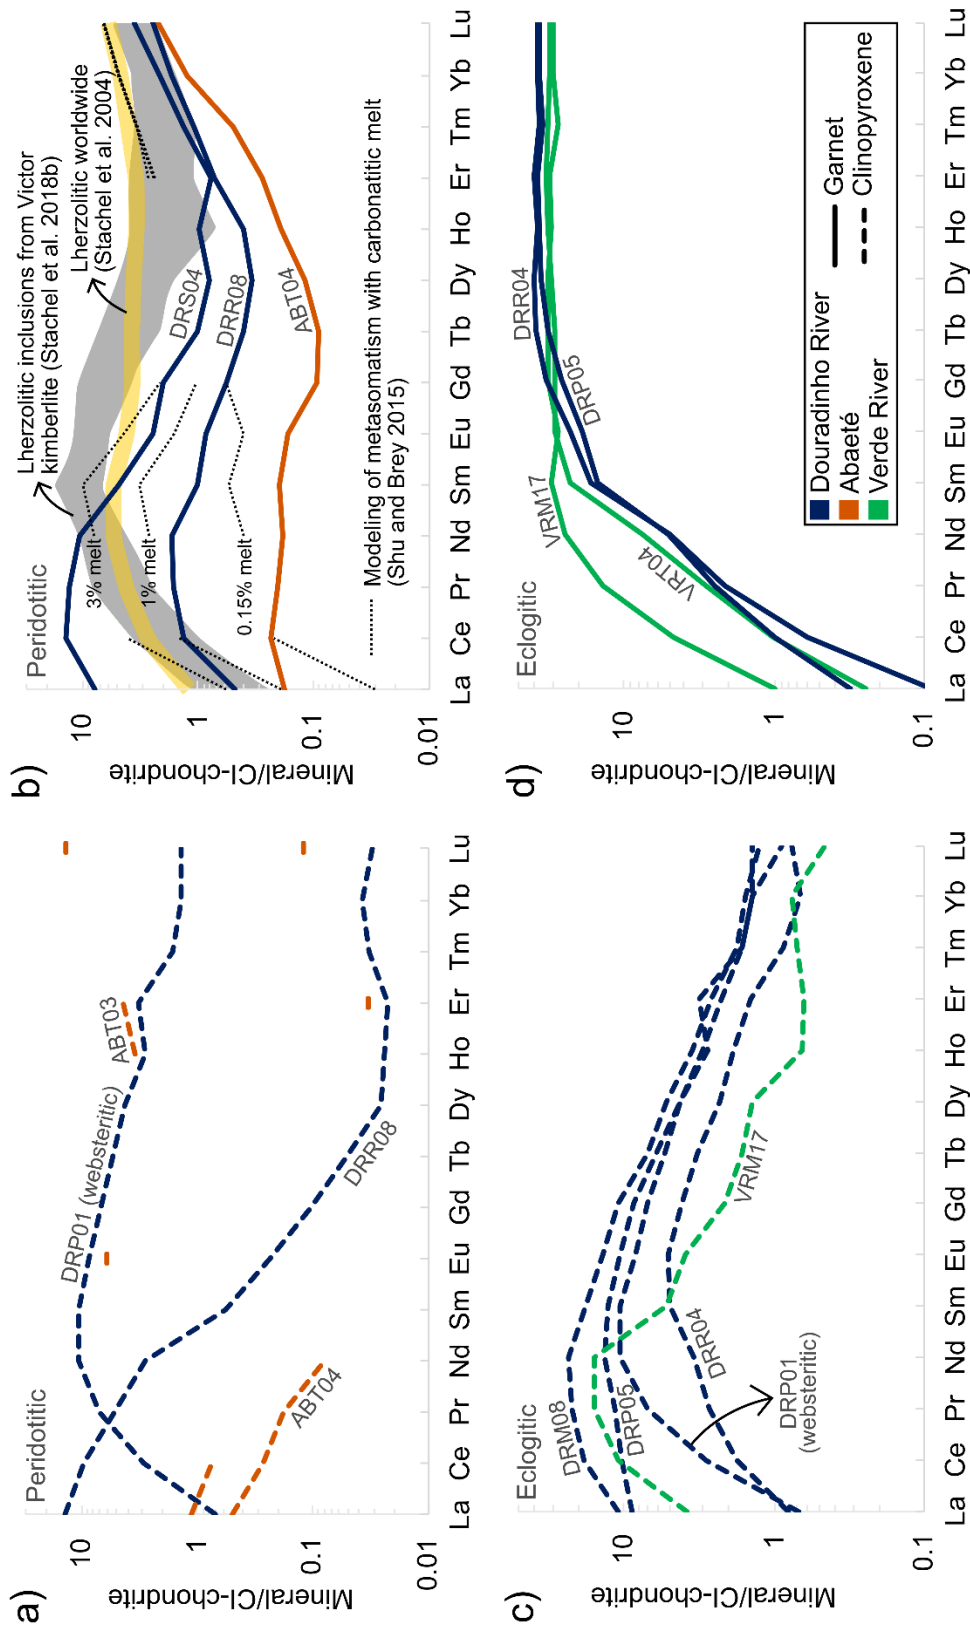 a)
Peridotitic
Mineral/CI-chondrite
10
1
0.1
0.01
DRP01 (websteritic)
ABT03
DRR08
ABT04
La Ce Pr Nd Sm Eu Gd Tb Dy Ho Er Tm Yb Lu
b)
Peridotitic
Mineral/CI-chondrite
10
1
0.1
0.01
Lherzolitic inclusions from Victor
kimberlite (Stachel et al. 2018b)
Lherzolitic worldwide
(Stachel et al. 2004)
3% melt
1% melt
0.15% melt
DRS04
DRR08
ABT04
Modeling of metasomatism with carbonatitic melt
(Shu and Brey 2015)
La Ce Pr Nd Sm Eu Gd Tb Dy Ho Er Tm Yb Lu
c)
Eclogitic
Mineral/CI-chondrite
10
1
0.1
DRM08
DRP05
DRR04
DRP01
(websteritic)
VRM17
La Ce Pr Nd Sm Eu Gd Tb Dy Ho Er Tm Yb Lu
d)
Eclogitic
Mineral/CI-chondrite
10
1
0.1
VRM17
VRT04
DRP05
DRR04
Douradinho River
Abaeté
Verde River
Garnet
Clinopyroxene
La Ce Pr Nd Sm Eu Gd Tb Dy Ho Er Tm Yb Lu